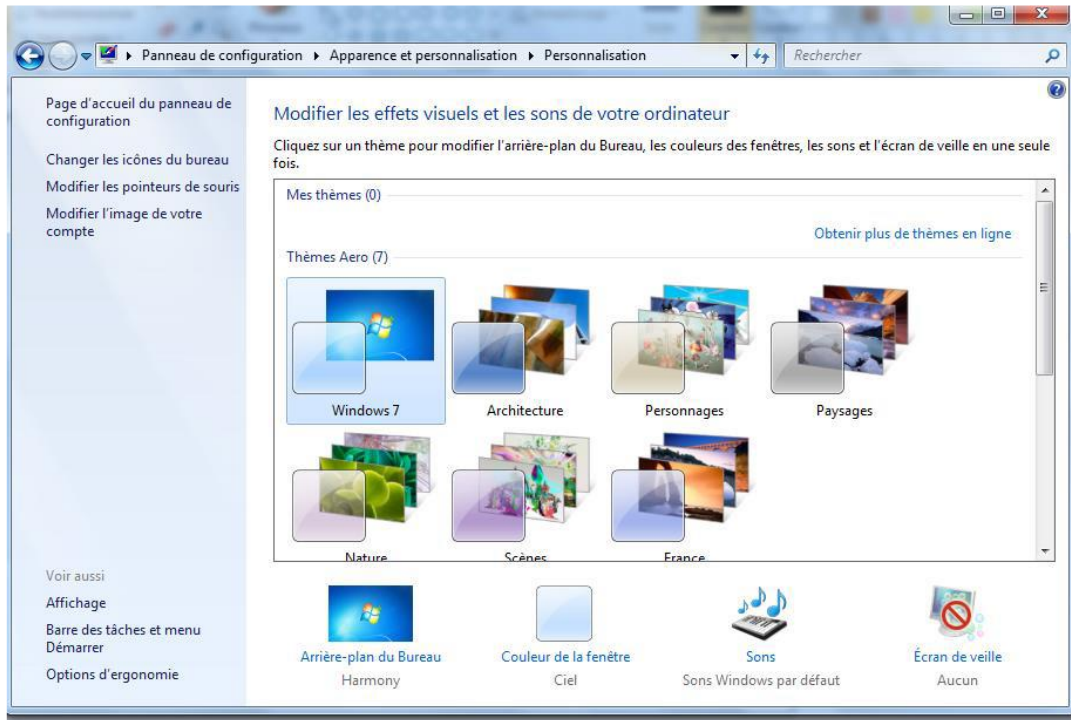 Panneau de configuration ▸ Apparence et personnalisation ▸ Personnalisation
Rechercher
Page d'accueil du panneau de
configuration
Changer les icônes du bureau
Modifier les pointeurs de souris
Modifier l'image de votre
compte
Modifier les effets visuels et les sons de votre ordinateur
Cliquez sur un thème pour modifier l'arrière-plan du Bureau, les couleurs des fenêtres, les sons et l'écran de veille en une seule
fois.
Mes thèmes (0)
Obtenir plus de thèmes en ligne
Thèmes Aero (7)
Windows 7
Architecture
Personnages
Paysages
Nature
Scènes
France
Voir aussi
Affichage
Barre des tâches et menu
Démarrer
Options d'ergonomie
Arrière-plan du Bureau
Harmony
Couleur de la fenêtre
Ciel
Sons
Sons Windows par défaut
Écran de veille
Aucun